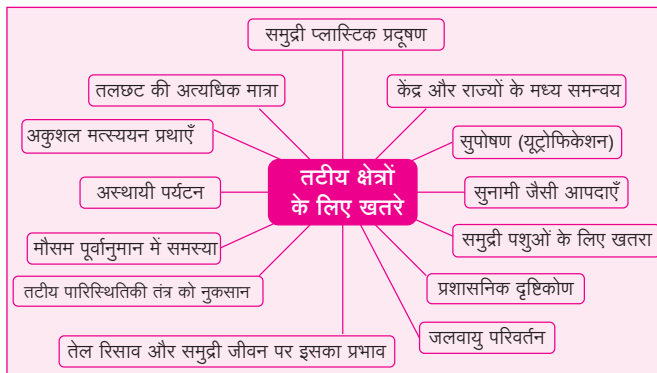 समुद्री प्लास्टिक प्रदूषण
तलछट की अत्यधिक मात्रा
केंद्र और राज्यों के मध्य समन्वय
अकुशल मत्स्ययन प्रथाएँ
सुपोषण (यूट्रोफिकेशन)
तटीय क्षेत्रों
के लिए खतरे
अस्थायी पर्यटन
सुनामी जैसी आपदाएँ
मौसम पूर्वानुमान में समस्या
समुद्री पशुओं के लिए खतरा
तटीय पारिस्थितिकी तंत्र को नुकसान
प्रशासनिक दृष्टिकोण
तेल रिसाव और समुद्री जीवन पर इसका प्रभाव
जलवायु परिवर्तन